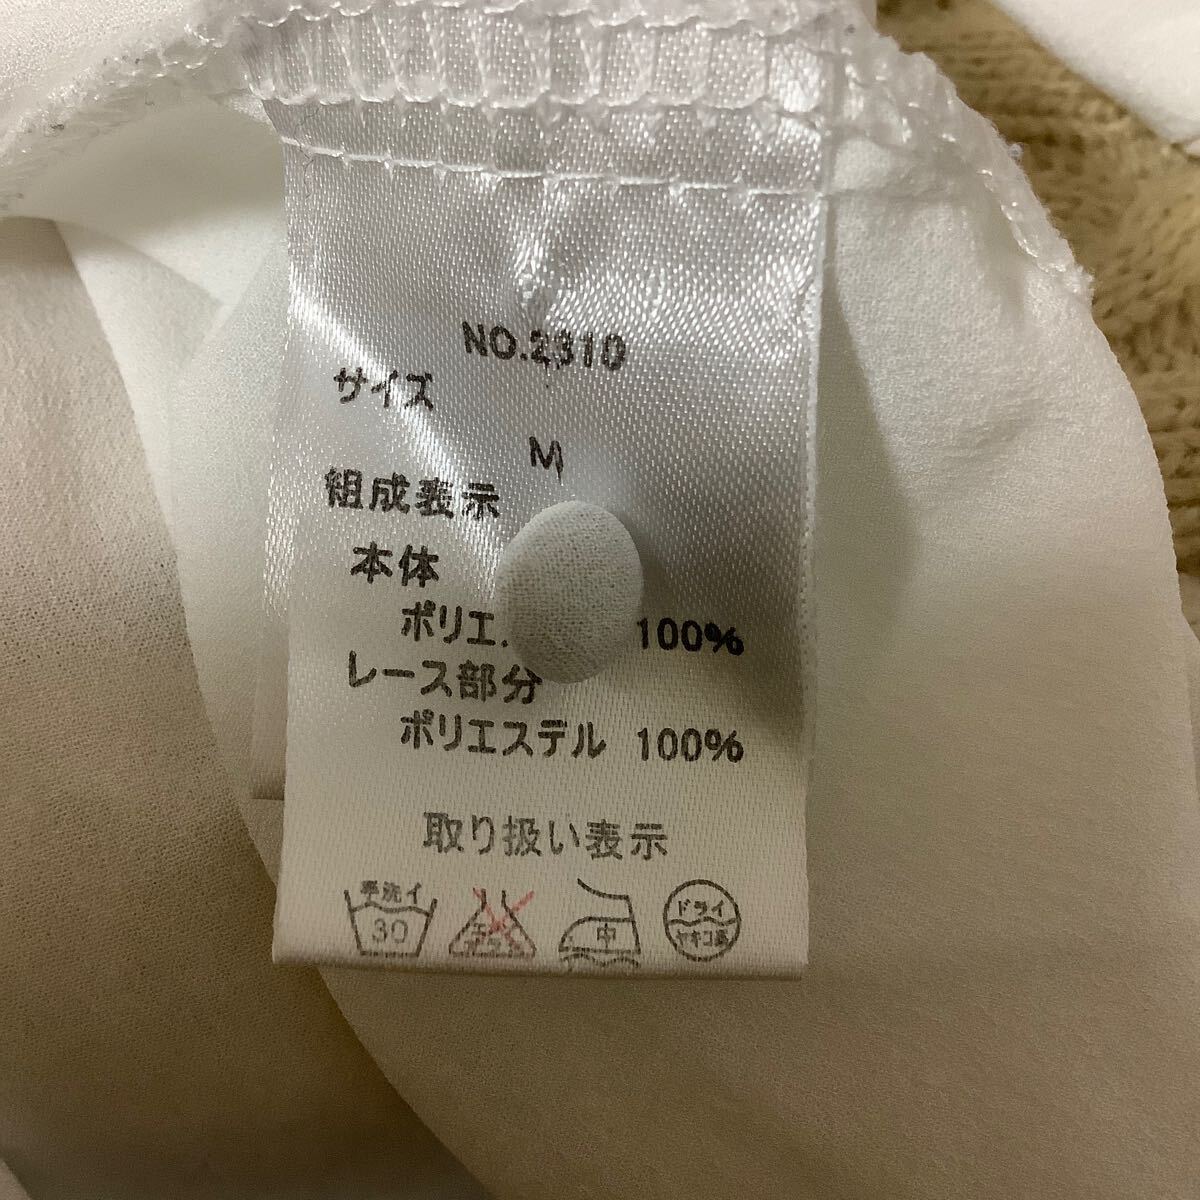 NO.2310
サイズ
M
組成表示
本体
ポリエ 100%
レース部分
ポリエステル 100%
取り扱い表示
手洗イ
30
中
ドライ